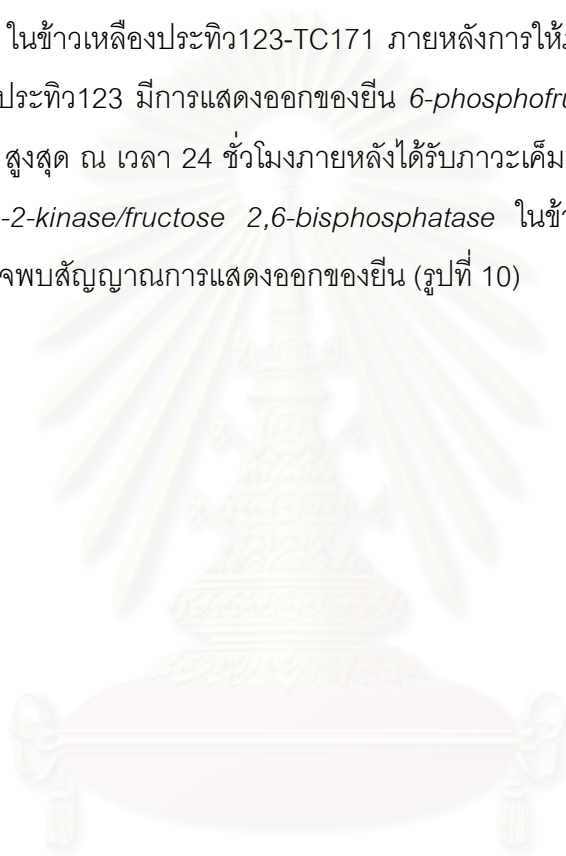 ในข้าวเหลืองประทิว123-TC171 ภายหลังการให้
ประทิว123 มีการแสดงออกของยีน 6-phosphofru
สูงสุด ณ เวลา 24 ชั่วโมงภายหลังได้รับภาวะเค็ม
-2-kinase/fructose 2,6-bisphosphatase ในข้า
จพบสัญญาณการแสดงออกของยีน (รูปที่ 10)